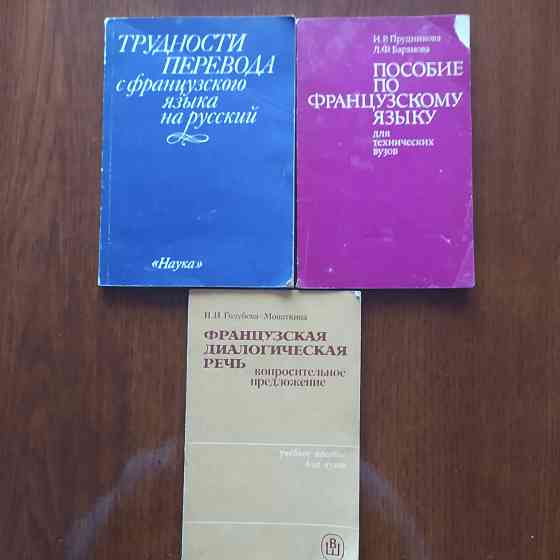 ТРУДНОСТИ
ПЕРЕВОДА
с французского
языка
на русский
«Наука»
И. Р. Прудникова
Л. Ф. Баранова
ПОСОБИЕ
ПО
ФРАНЦУЗСКОМУ
ЯЗЫКУ
для
технических
вузов
Голубева-Монаткина
ФРАНЦУЗСКАЯ
ДИАЛОГИЧЕСКАЯ
РЕЧЬ
вопросительное
предложение
учебное пособие
для вузов